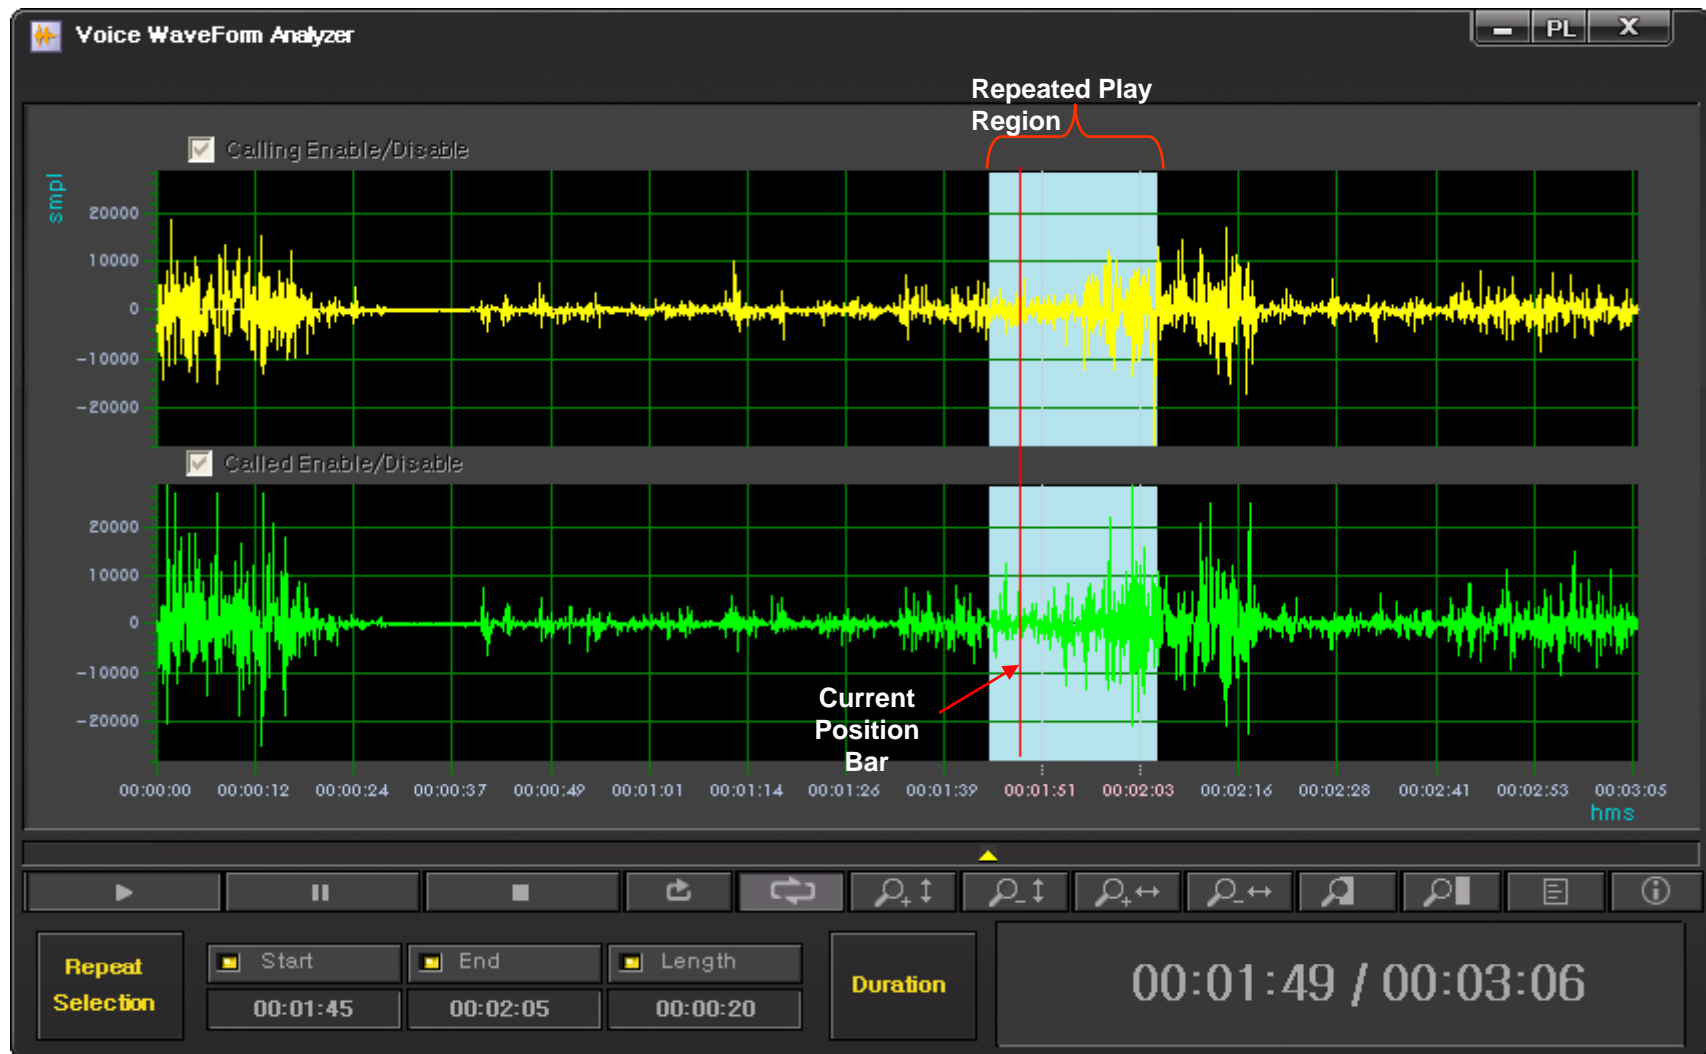 Voice WaveForm Analyzer
PL X
Repeated Play
Region
Calling Enable/Disable
smpl
20000
10000
0
-10000
-20000
Called Enable/Disable
20000
10000
0
-10000
-20000
Current
Position
Bar
00:00:00 00:00:12 00:00:24 00:00:37 00:00:49 00:01:01 00:01:14 00:01:26 00:01:39 00:01:51 00:02:03 00:02:16 00:02:28 00:02:41 00:02:53 00:03:05
hms
Repeat
Selection
Start End Length
00:01:45 00:02:05 00:00:20
Duration
00:01:49 / 00:03:06